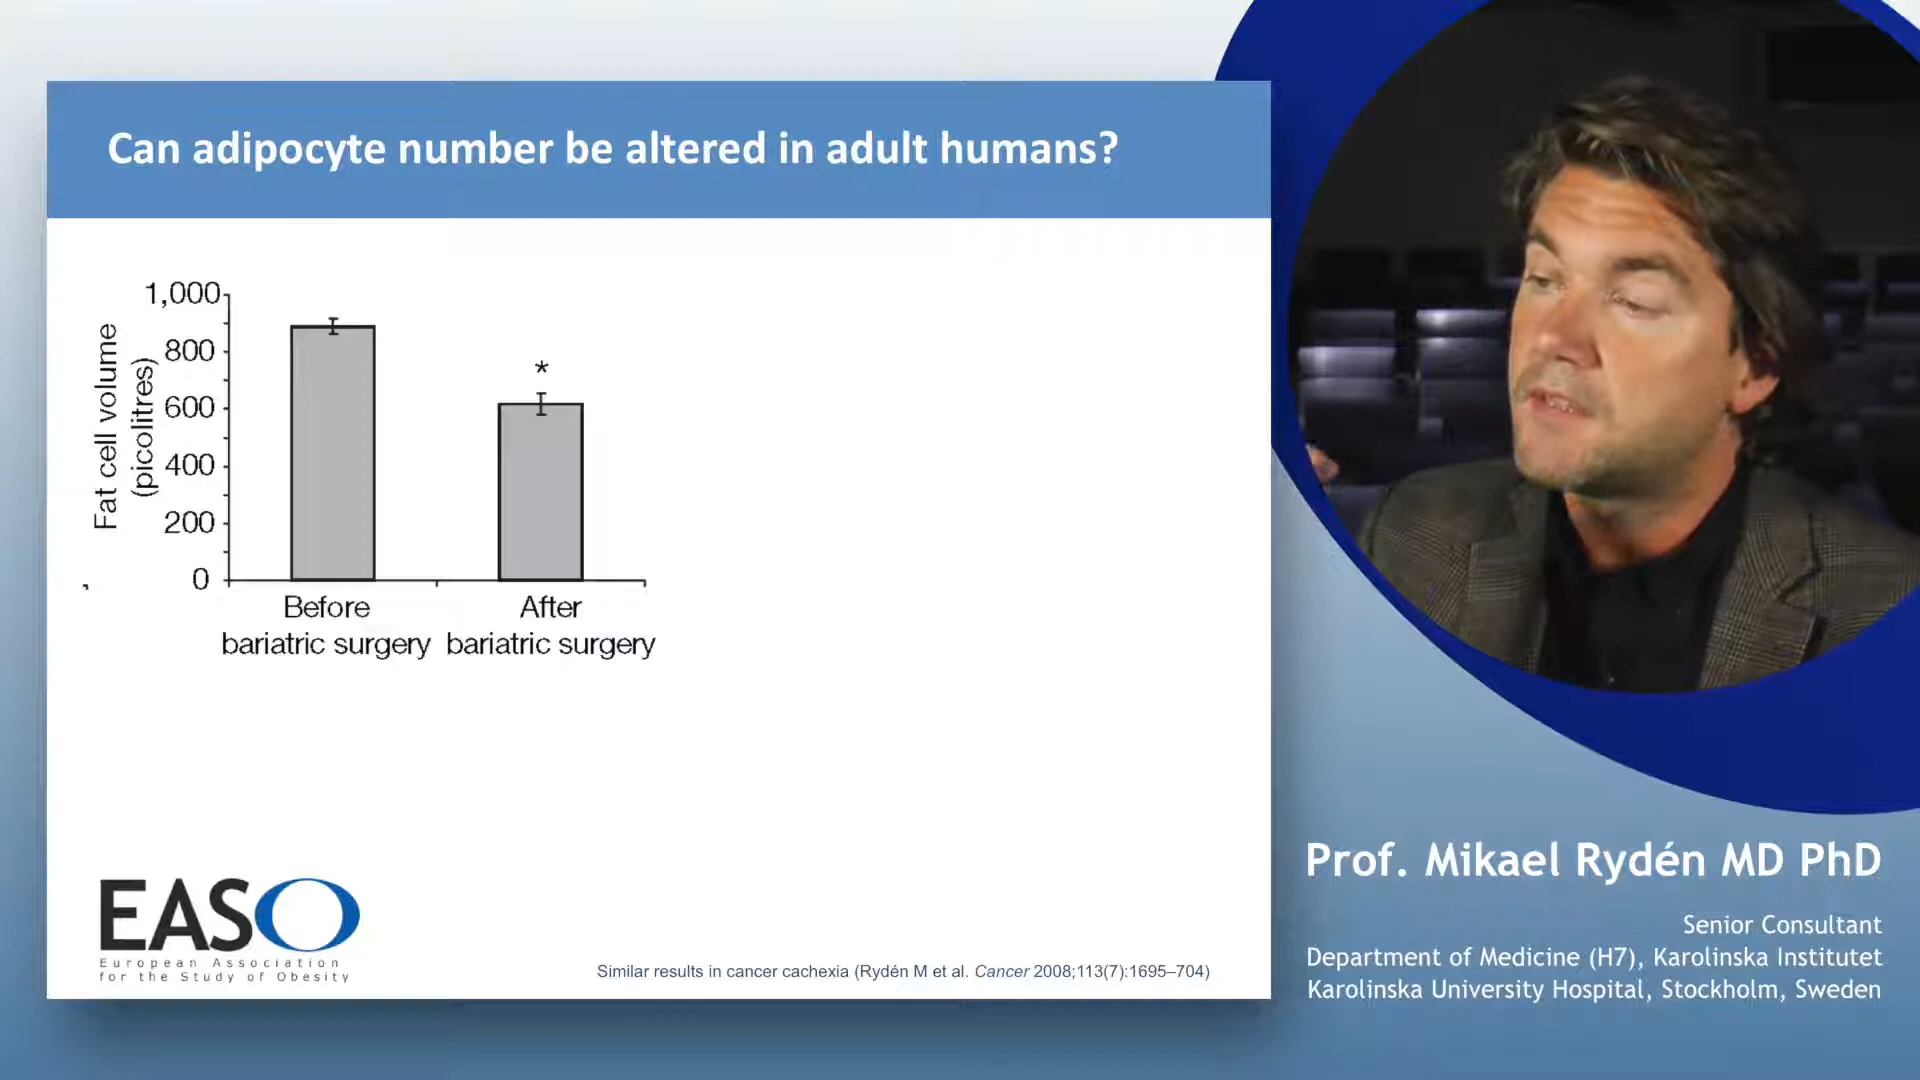 Can adipocyte number be altered in adult humans?
Fat cell volume
(picolitres)
1,000
800
600
400
200
0
*
Before
bariatric surgery
After
bariatric surgery
EASO
European Association
for the Study of Obesity
Similar results in cancer cachexia (Rydén M et al. Cancer 2008;113(7):1695–704)
Prof. Mikael Rydén MD PhD
Senior Consultant
Department of Medicine (H7), Karolinska Institutet
Karolinska University Hospital, Stockholm, Sweden